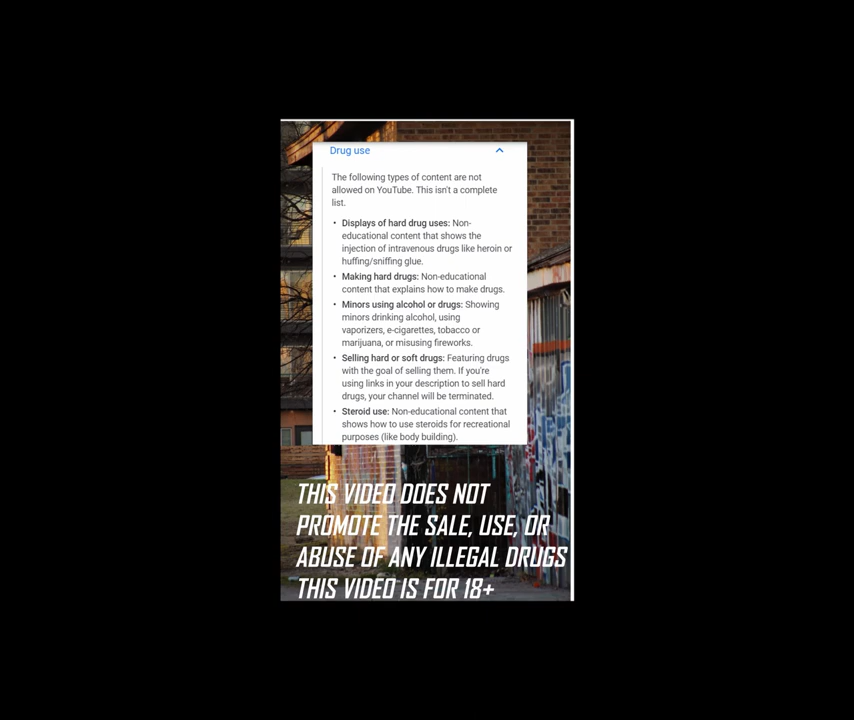 Drug use
The following types of content are not
allowed on YouTube. This isn't a complete
list.
• Displays of hard drug uses: Non-
educational content that shows the
injection of intravenous drugs like heroin or
huffing/sniffing glue.
• Making hard drugs: Non-educational
content that explains how to make drugs.
• Minors using alcohol or drugs: Showing
minors drinking alcohol, using
vaporizers, e-cigarettes, tobacco or
marijuana, or misusing fireworks.
• Selling hard or soft drugs: Featuring drugs
with the goal of selling them. If you're
using links in your description to sell hard
drugs, your channel will be terminated.
• Steroid use: Non-educational content that
shows how to use steroids for recreational
purposes (like body building).
THIS VIDEO DOES NOT
PROMOTE THE SALE, USE, OR
ABUSE OF ANY ILLEGAL DRUGS
THIS VIDEO IS FOR 18+